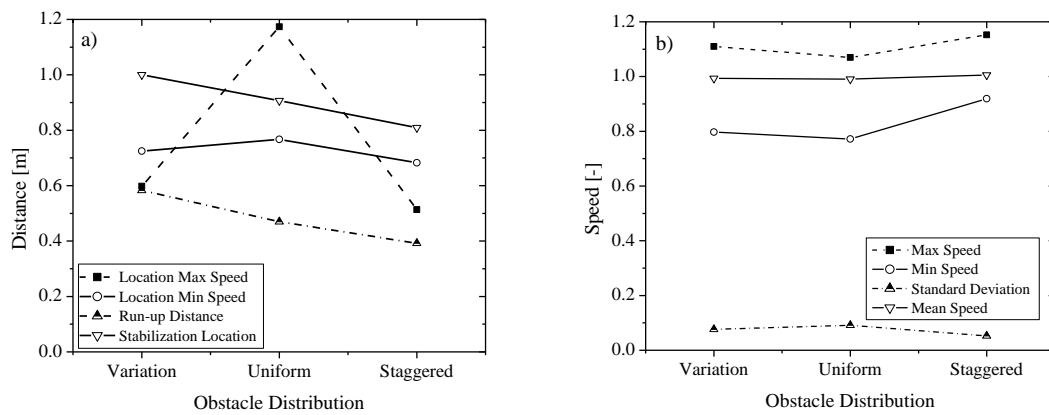 a)
1.2
1.0
0.8
0.6
0.4
0.2
0.0
Distance [m]
Location Max Speed
Location Min Speed
Run-up Distance
Stabilization Location
Variation Uniform Staggered
Obstacle Distribution
b)
1.2
1.0
0.8
0.6
0.4
0.2
0.0
Speed [-]
Max Speed
Min Speed
Standard Deviation
Mean Speed
Variation Uniform Staggered
Obstacle Distribution